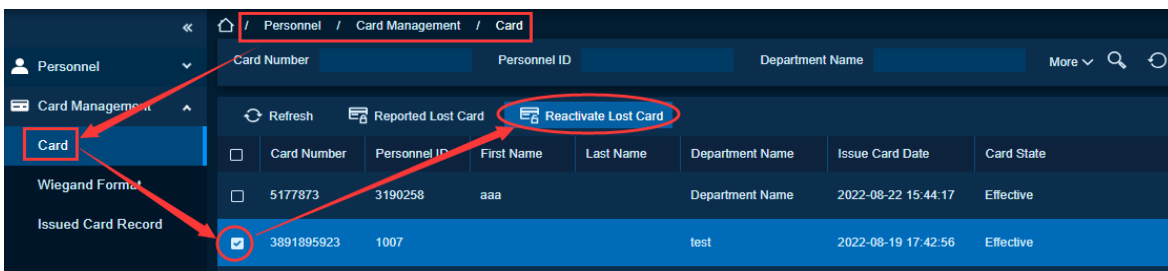 «
/ Personnel / Card Management / Card
Card Number Personnel ID Department Name More
Personnel
Card Management
Card
Wiegand Format
Issued Card Record
Refresh Reported Lost Card Reactivate Lost Card
Card Number Personnel ID First Name Last Name Department Name Issue Card Date Card State
5177873 3190258 aaa Department Name 2022-08-22 15:44:17 Effective
3891895923 1007 test 2022-08-19 17:42:56 Effective